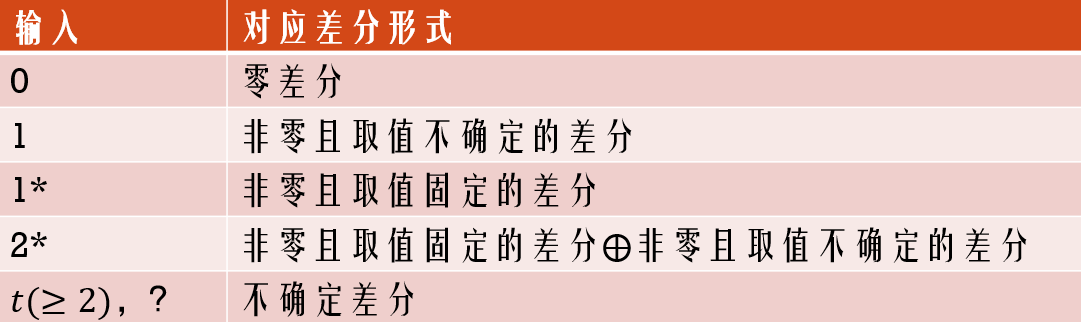 输入 对应差分形式
0 零差分
1 非零且取值不确定的差分
1* 非零且取值固定的差分
2* 非零且取值固定的差分⊕非零且取值不确定的差分
t(≥ 2), ? 不确定差分